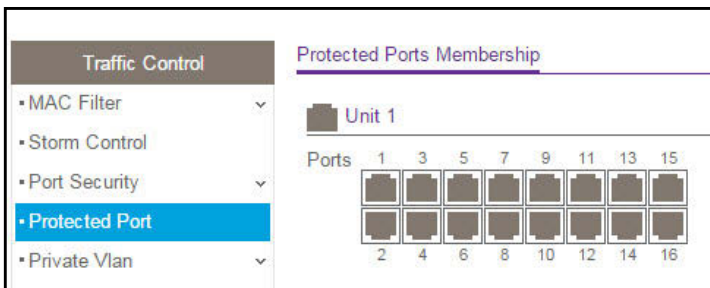 Traffic Control
MAC Filter
Storm Control
Port Security
Protected Port
Private Vlan
Protected Ports Membership
Unit 1
Ports 1 3 5 7 9 11 13 15
2 4 6 8 10 12 14 16